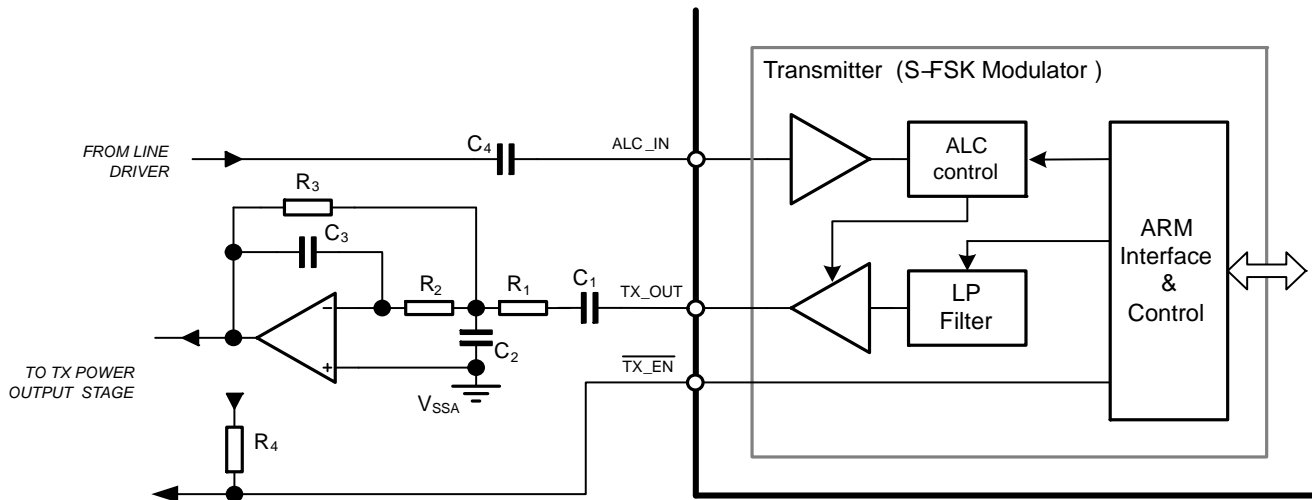 Transmitter (S–FSK Modulator )
FROM LINE
DRIVER
C4
ALC_IN
ALC
control
R3
C3
ARM
Interface
&
Control
R2
R1
C1
TX_OUT
LP
Filter
C2
TX_EN
TO TX POWER
OUTPUT STAGE
VSSA
R4